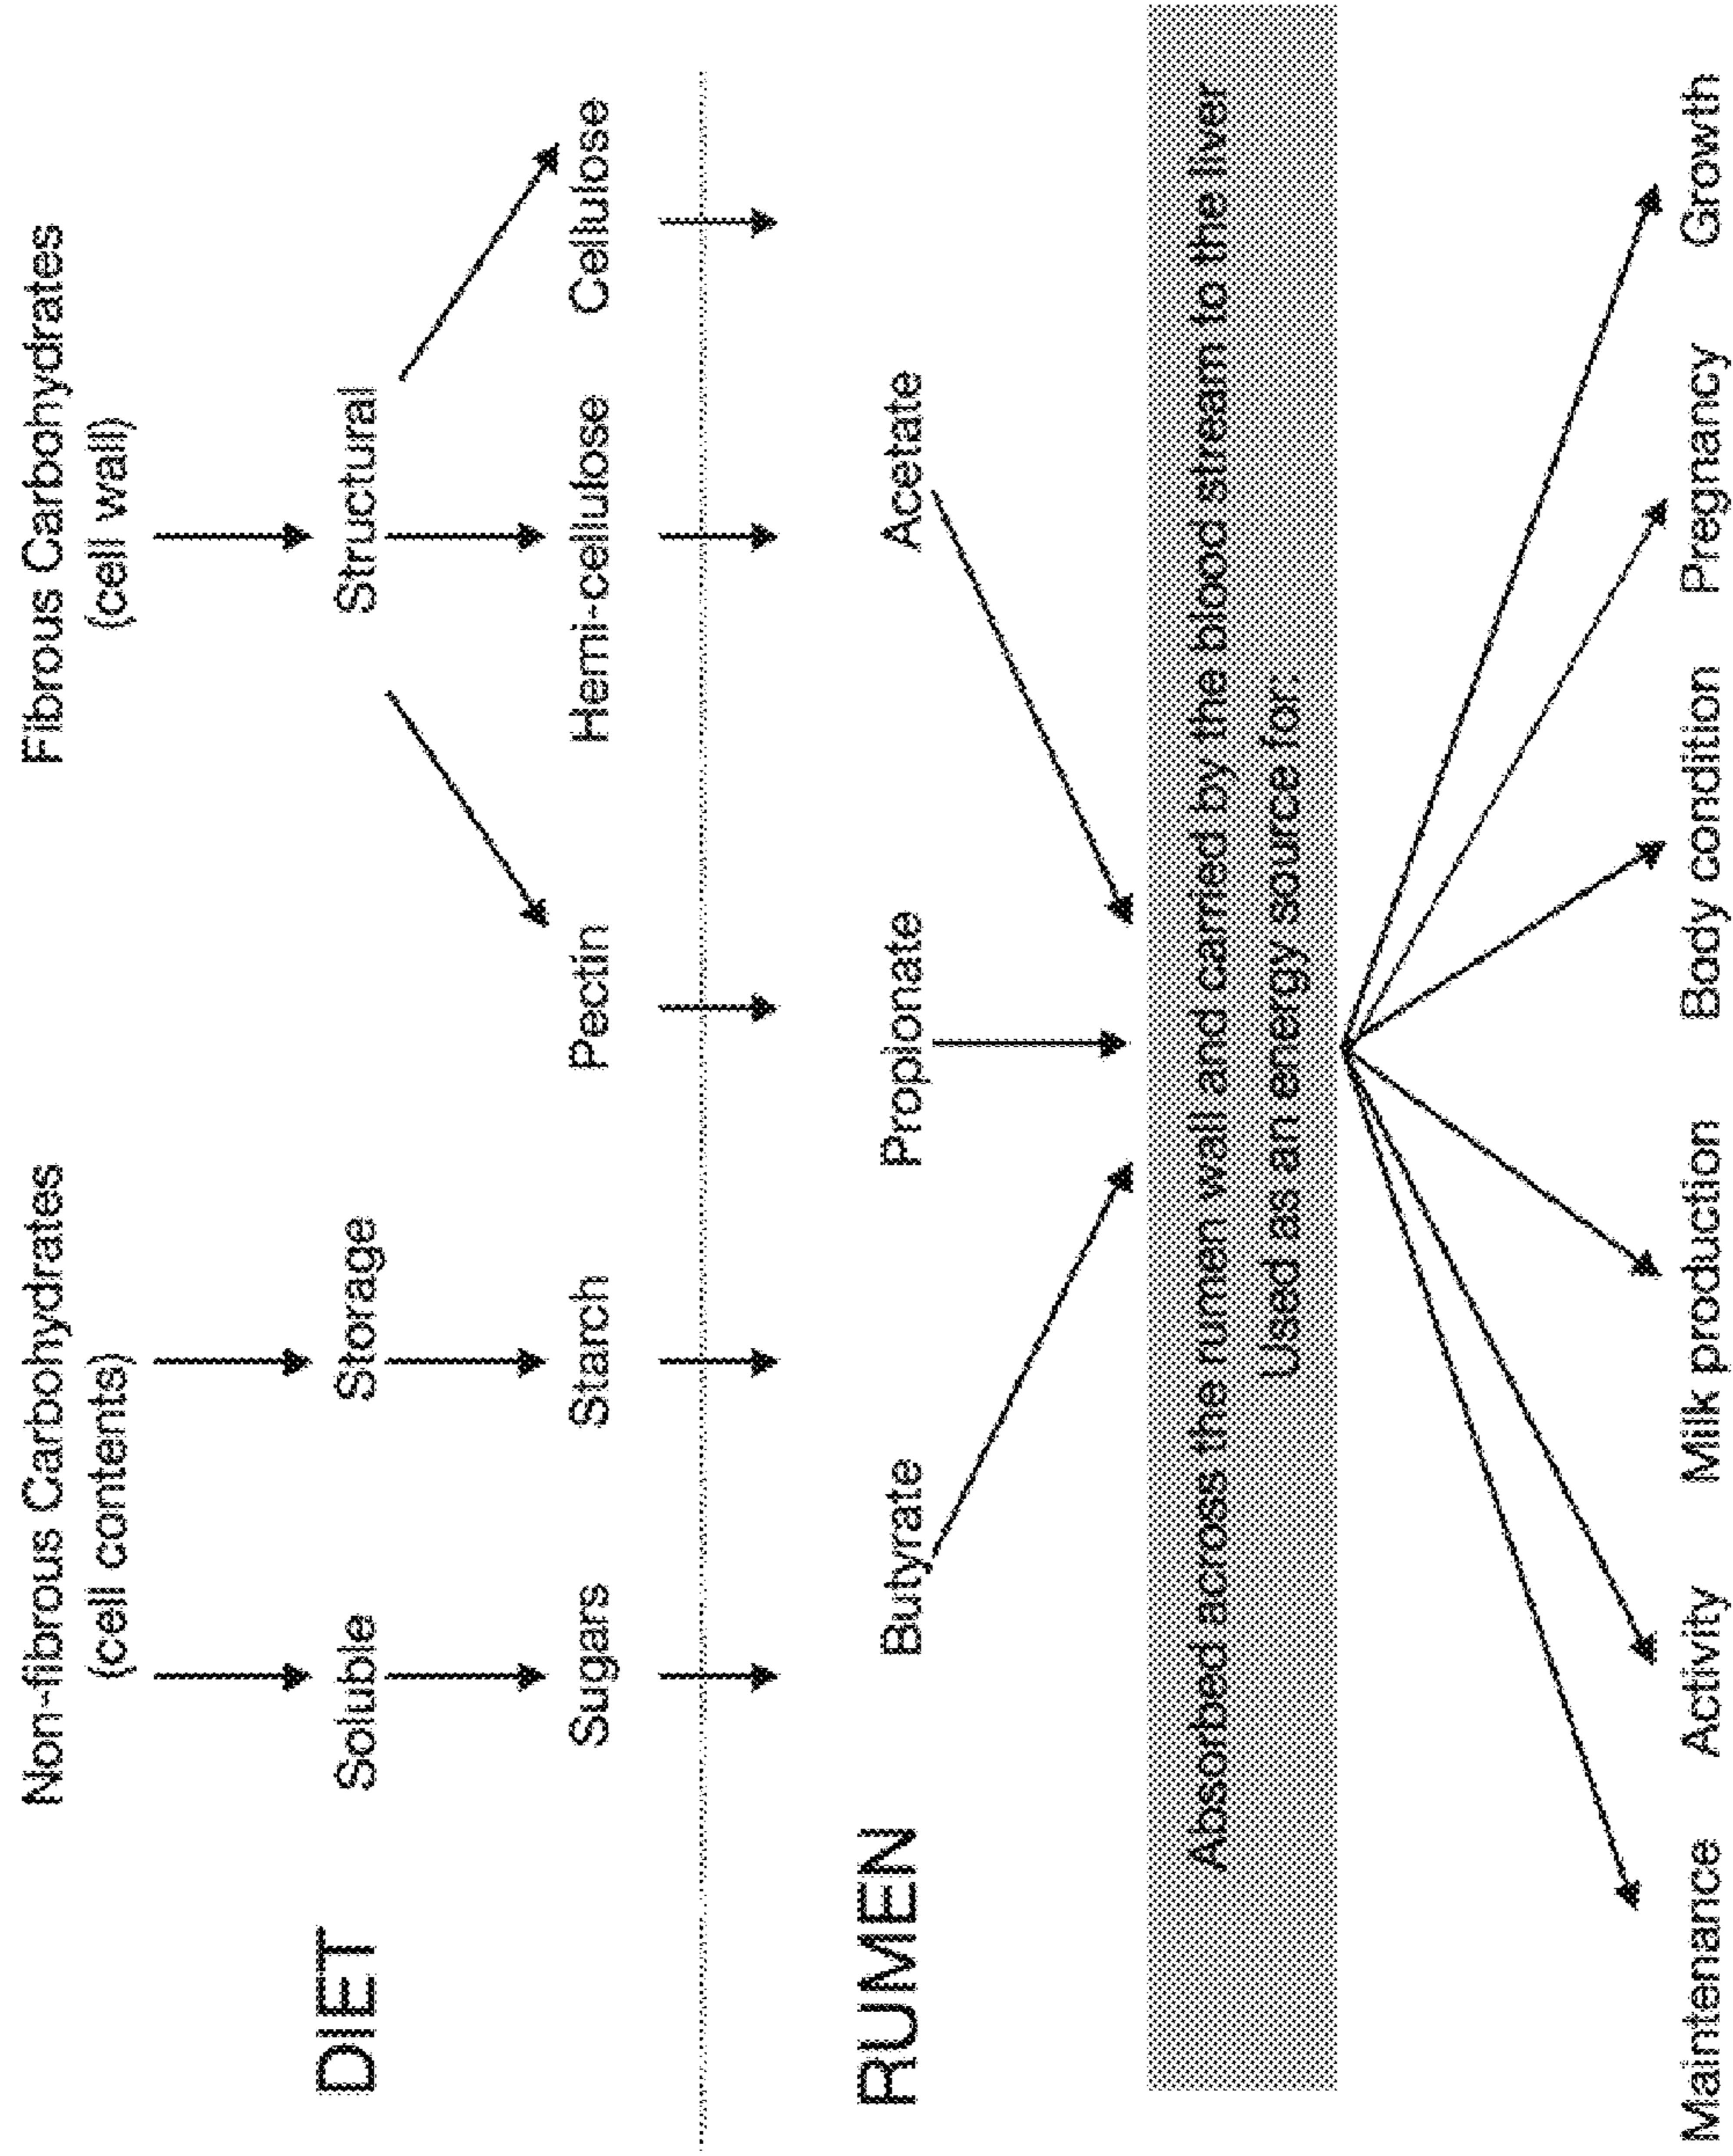 Non-fibrous Carbohydrates
(cell contents)
Fibrous Carbohydrates
(cell wall)
DIET
Soluble
Storage
Structural
Sugars
Starch
Pectin
Hemi-cellulose
Cellulose
RUMEN
Butyrate
Propionate
Acetate
Absorbed across the rumen wall and carried by the blood stream to the liver
Used as an energy source for:
Maintenance
Activity
Milk production
Body condition
Pregnancy
Growth